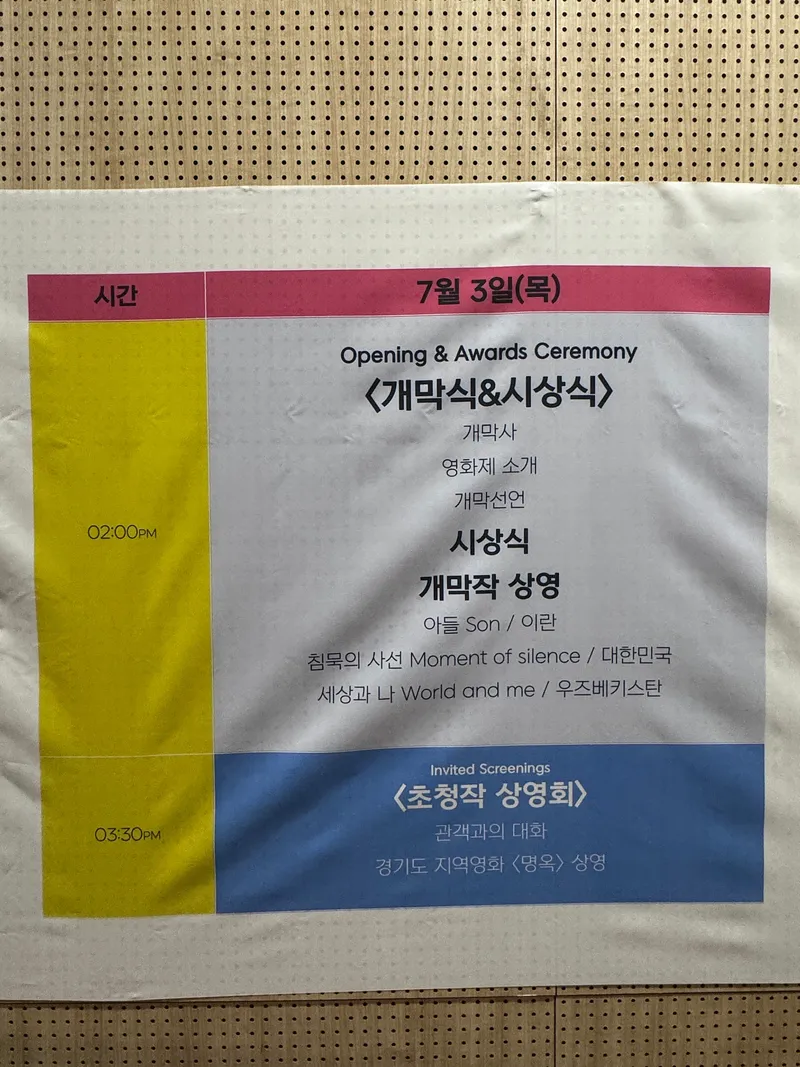 시간
7월 3일(목)
02:00PM
Opening & Awards Ceremony
〈개막식&시상식〉
개막사
영화제 소개
개막선언
시상식
개막작 상영
아들 Son / 이란
침묵의 사선 Moment of silence / 대한민국
세상과 나 World and me / 우즈베키스탄
03:30PM
Invited Screenings
〈초청작 상영회〉
관객과의 대화
경기도 지역영화 〈명옥〉 상영